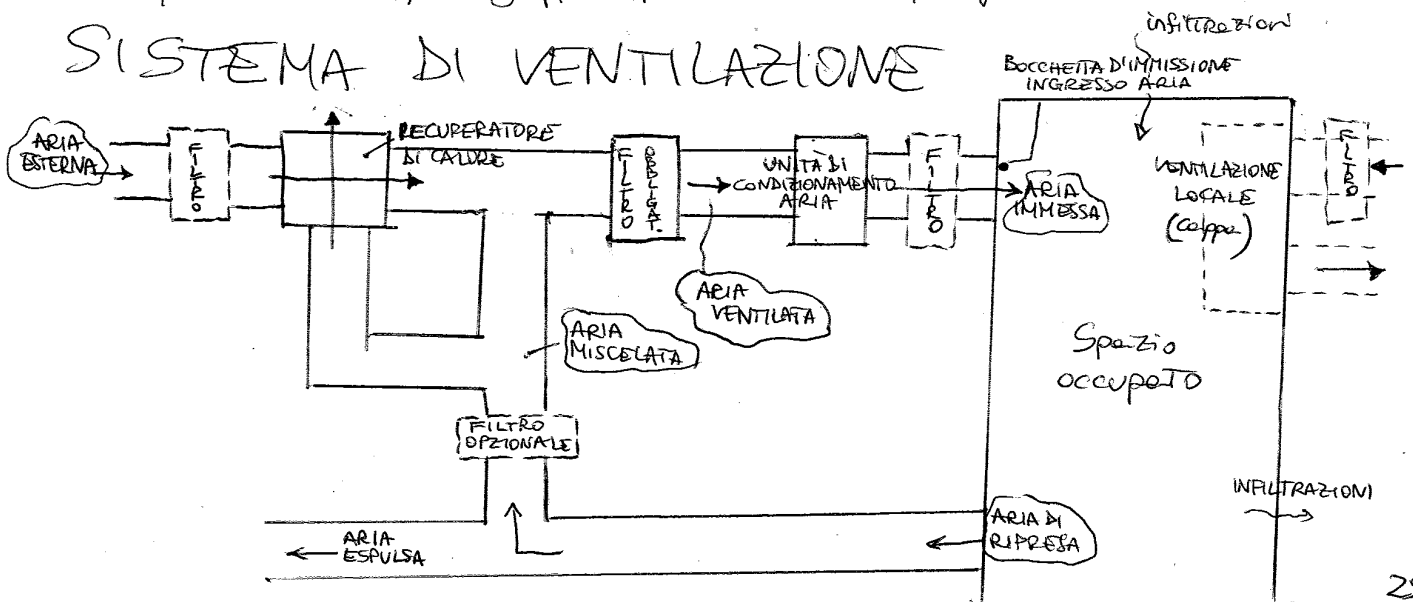 SISTEMA DI VENTILAZIONE
infiltrazioni
BOCCHETTA D'IMMISSIONE
INGRESSO ARIA
ARIA
ESTERNA
FILTRO
RECUPERATORE
DI CALORE
FILTRO
OBBLIGAT.
UNITÀ DI
CONDIZIONAMENTO
ARIA
FILTRO
ARIA
IMMESSA
VENTILAZIONE
LOCALE
(cappa)
FILTRO
ARIA
VENTILATA
ARIA
MISCELATA
Spazio
occupato
FILTRO
OPZIONALE
INFILTRAZIONI
ARIA DI
RIPRESA
ARIA
ESPULSA